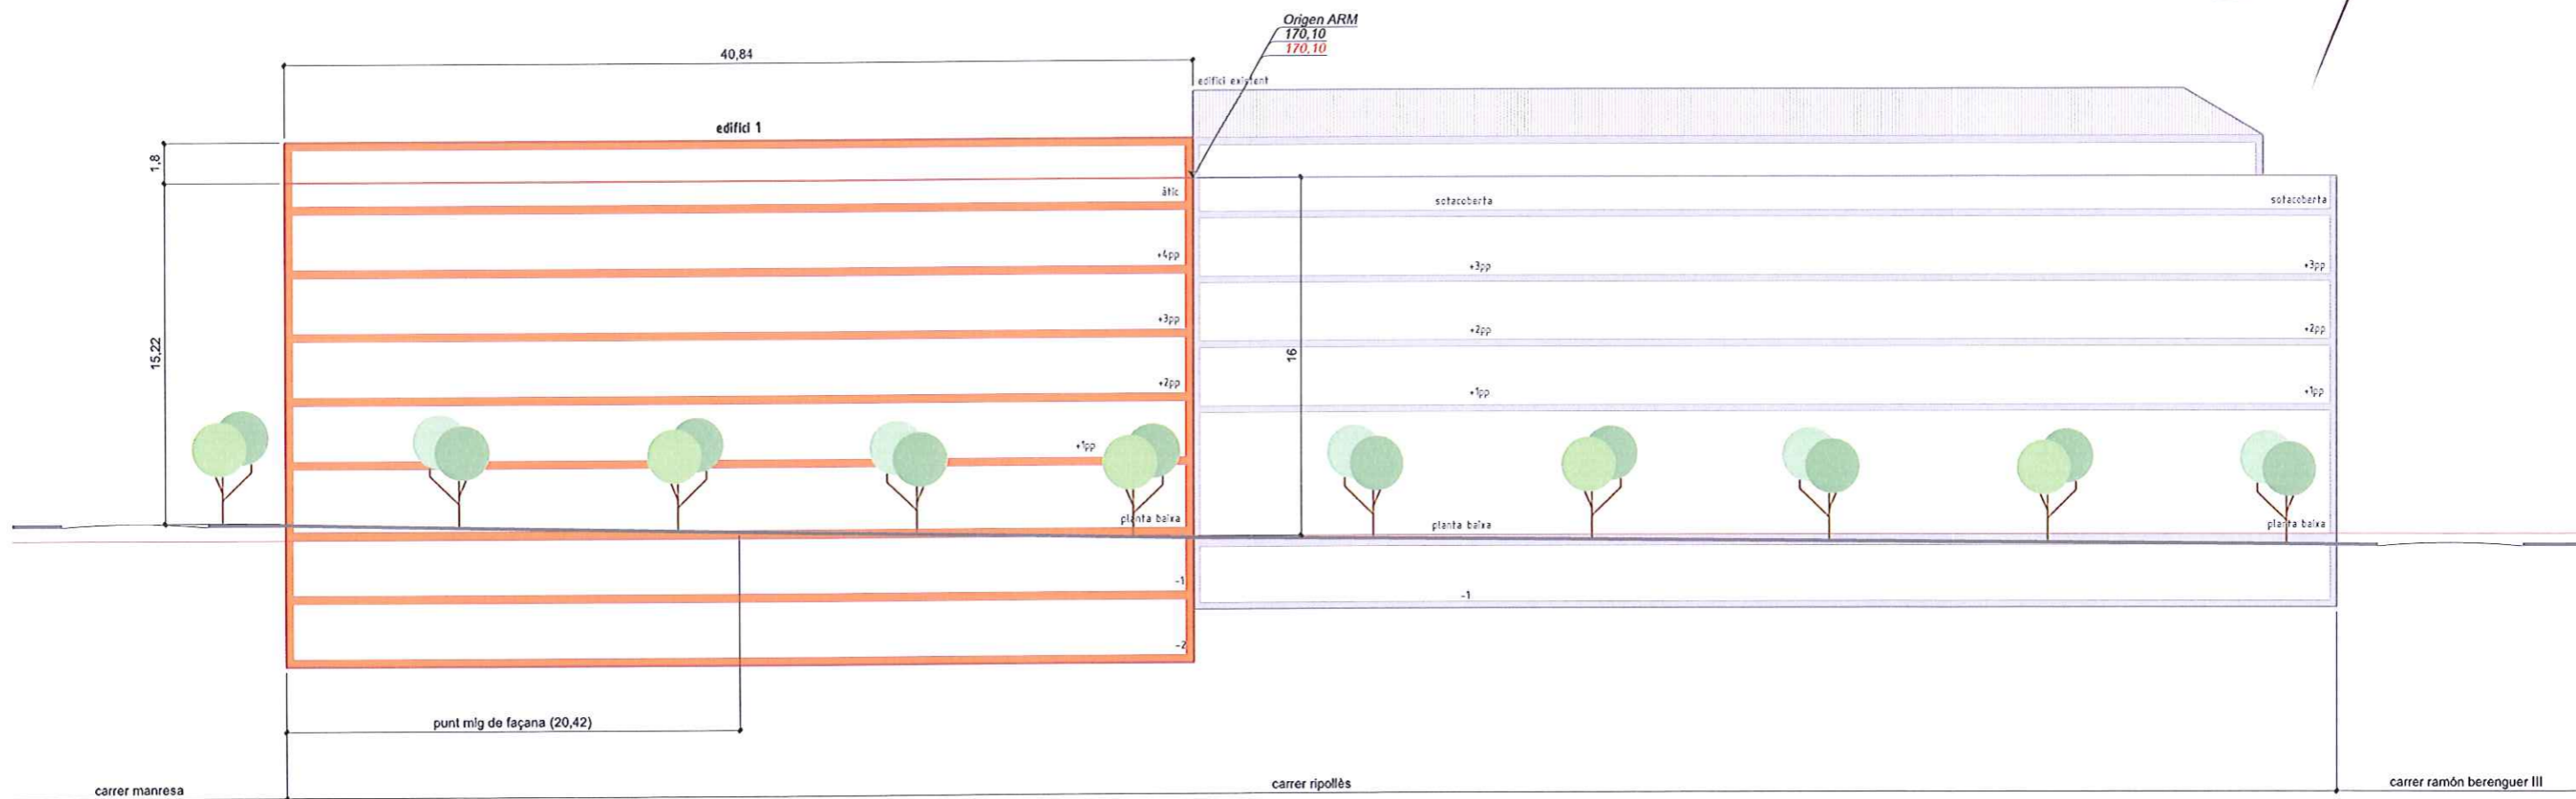 Origen ARM
170,10
170,10
40,84
edifici existent
edifici 1
1,8
àtic
sotacoberta
sotacoberta
+4pp
+3pp
+3pp
+3pp
+2pp
+2pp
15,22
16
+2pp
+1pp
+1pp
+1pp
planta baixa
planta baixa
planta baixa
-1
-1
-2
punt mig de façana (20,42)
carrer manresa
carrer ripollès
carrer ramón berenguer III